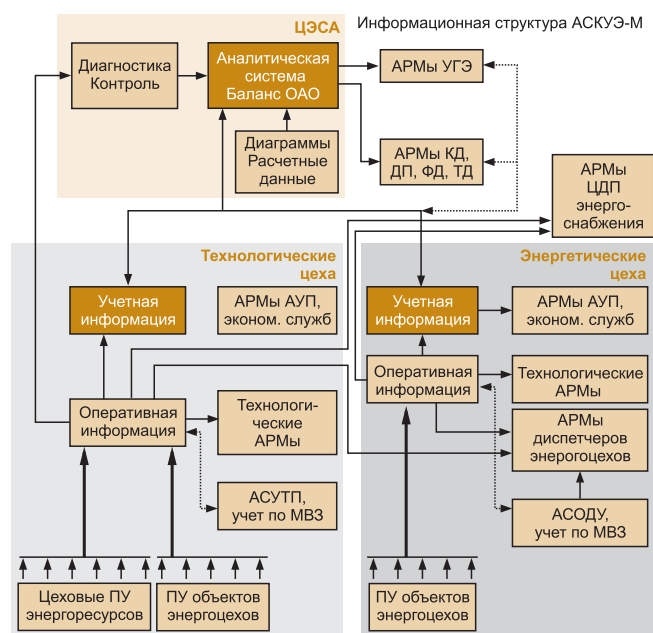 ЦЭСА
Информационная структура АСКУЭ-М
Диагностика
Контроль
Аналитическая
система
Баланс ОАО
АРМы УГЭ
Диаграммы
Расчетные
данные
АРМы КД,
ДП, ФД, ТД
АРМы
ЦДП
энерго-
снабжения
Технологические
цеха
Учетная
информация
АРМы АУП,
эконом. служб
Оперативная
информация
Технологи-
ческие
АРМы
АСУТП,
учет по МВЗ
Цеховые ПУ
энергоресурсов
ПУ объектов
энергоцехов
Энергетические
цеха
Учетная
информация
АРМы АУП,
эконом. служб
Оперативная
информация
Технологические
АРМы
АРМы
диспетчеров
энергоцехов
АСОДУ,
учет по МВЗ
ПУ объектов
энергоцехов